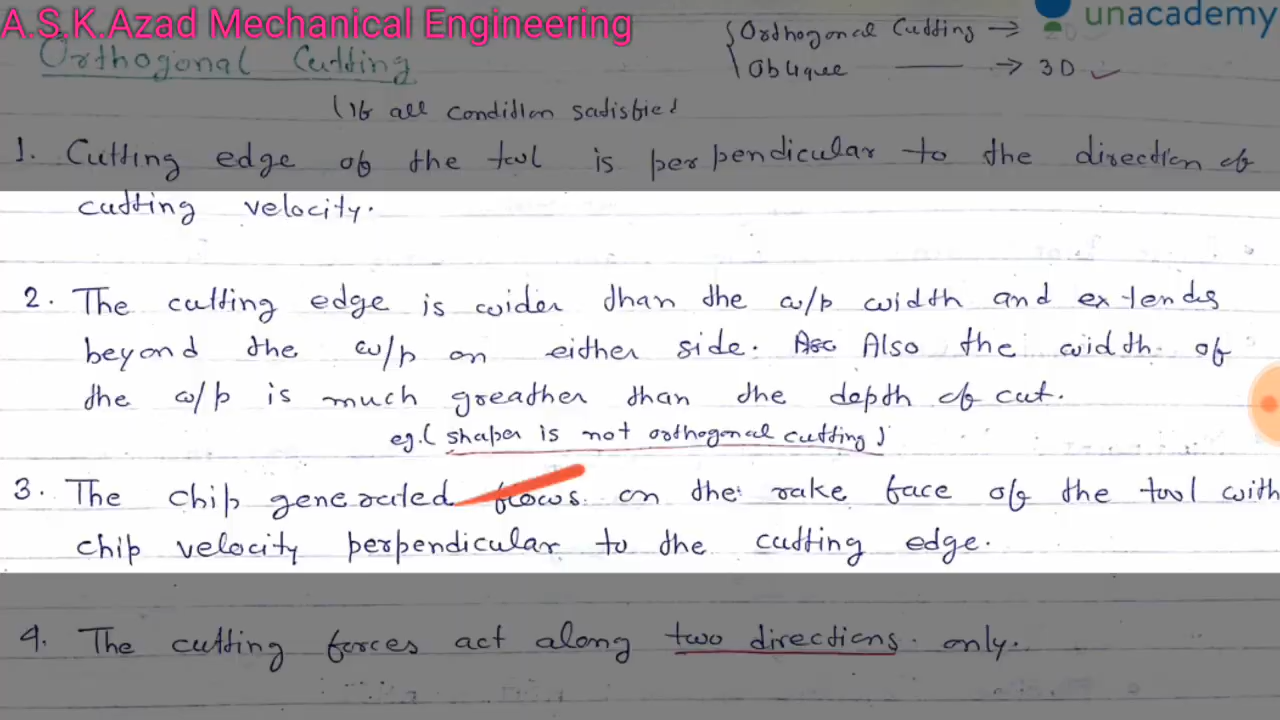 A.S.K.Azad Mechanical Engineering
unacademy
Orthogonal Cutting →
Oblique —— → 3D ✓
Orthogonal Cutting
(If all condition satisfied
1. Cutting edge of the tool is perpendicular to the direction of
cutting velocity.
2. The cutting edge is wider than the w/p width and extends
beyond the w/p on either side. Also the width of
the w/p is much greather than the depth of cut.
eg. (shaper is not orthogonal cutting)
3. The chip generated flows on the rake face of the tool with
chip velocity perpendicular to the cutting edge.
4. The cutting forces act along two directions only.